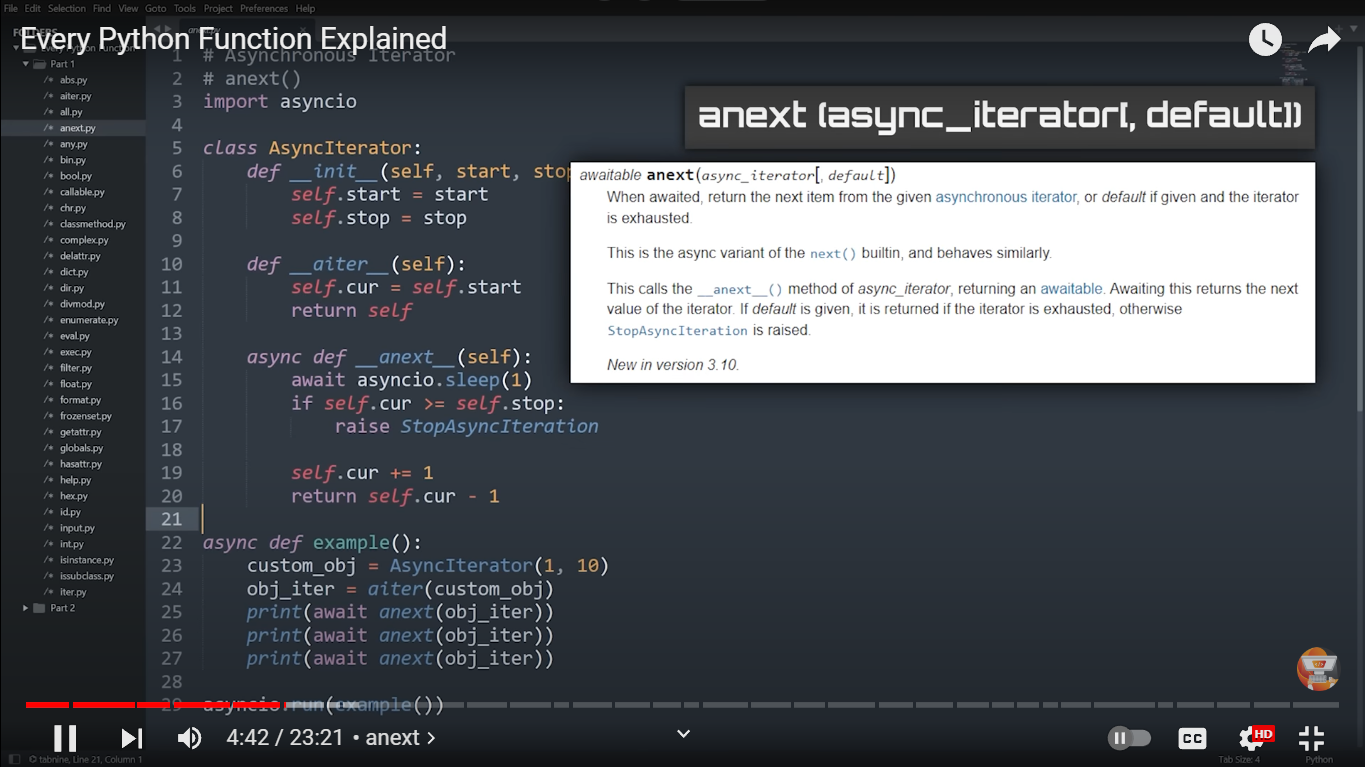 File Edit Selection Find View Goto Tools Project Preferences Help
Every Python Function Explained
Part 1
abs.py
aiter.py
all.py
anext.py
any.py
bin.py
bool.py
callable.py
chr.py
classmethod.py
complex.py
delattr.py
dict.py
dir.py
divmod.py
enumerate.py
eval.py
exec.py
filter.py
float.py
format.py
frozenset.py
getattr.py
globals.py
hasattr.py
help.py
hex.py
id.py
input.py
int.py
isinstance.py
issubclass.py
iter.py
Part 2
1 # Asynchronous Iterator
2 # anext()
3 import asyncio
4
5 class AsyncIterator:
6 def __init__(self, start, stop
7 self.start = start
8 self.stop = stop
9
10 def __aiter__(self):
11 self.cur = self.start
12 return self
13
14 async def __anext__(self):
15 await asyncio.sleep(1)
16 if self.cur >= self.stop:
17 raise StopAsyncIteration
18
19 self.cur += 1
20 return self.cur - 1
21
22 async def example():
23 custom_obj = AsyncIterator(1, 10)
24 obj_iter = aiter(custom_obj)
25 print(await anext(obj_iter))
26 print(await anext(obj_iter))
27 print(await anext(obj_iter))
28
29 asyncio.run(example())
anext (async_iterator[, default])
awaitable anext(async_iterator[, default])
When awaited, return the next item from the given asynchronous iterator, or default if given and the iterator
is exhausted.
This is the async variant of the next() builtin, and behaves similarly.
This calls the __anext__() method of async_iterator, returning an awaitable. Awaiting this returns the next
value of the iterator. If default is given, it is returned if the iterator is exhausted, otherwise
StopAsyncIteration is raised.
New in version 3.10.
4:42 / 23:21 • anext
CC
HD
tabnine, Line 21, Column 1
Tab Size: 4
Python